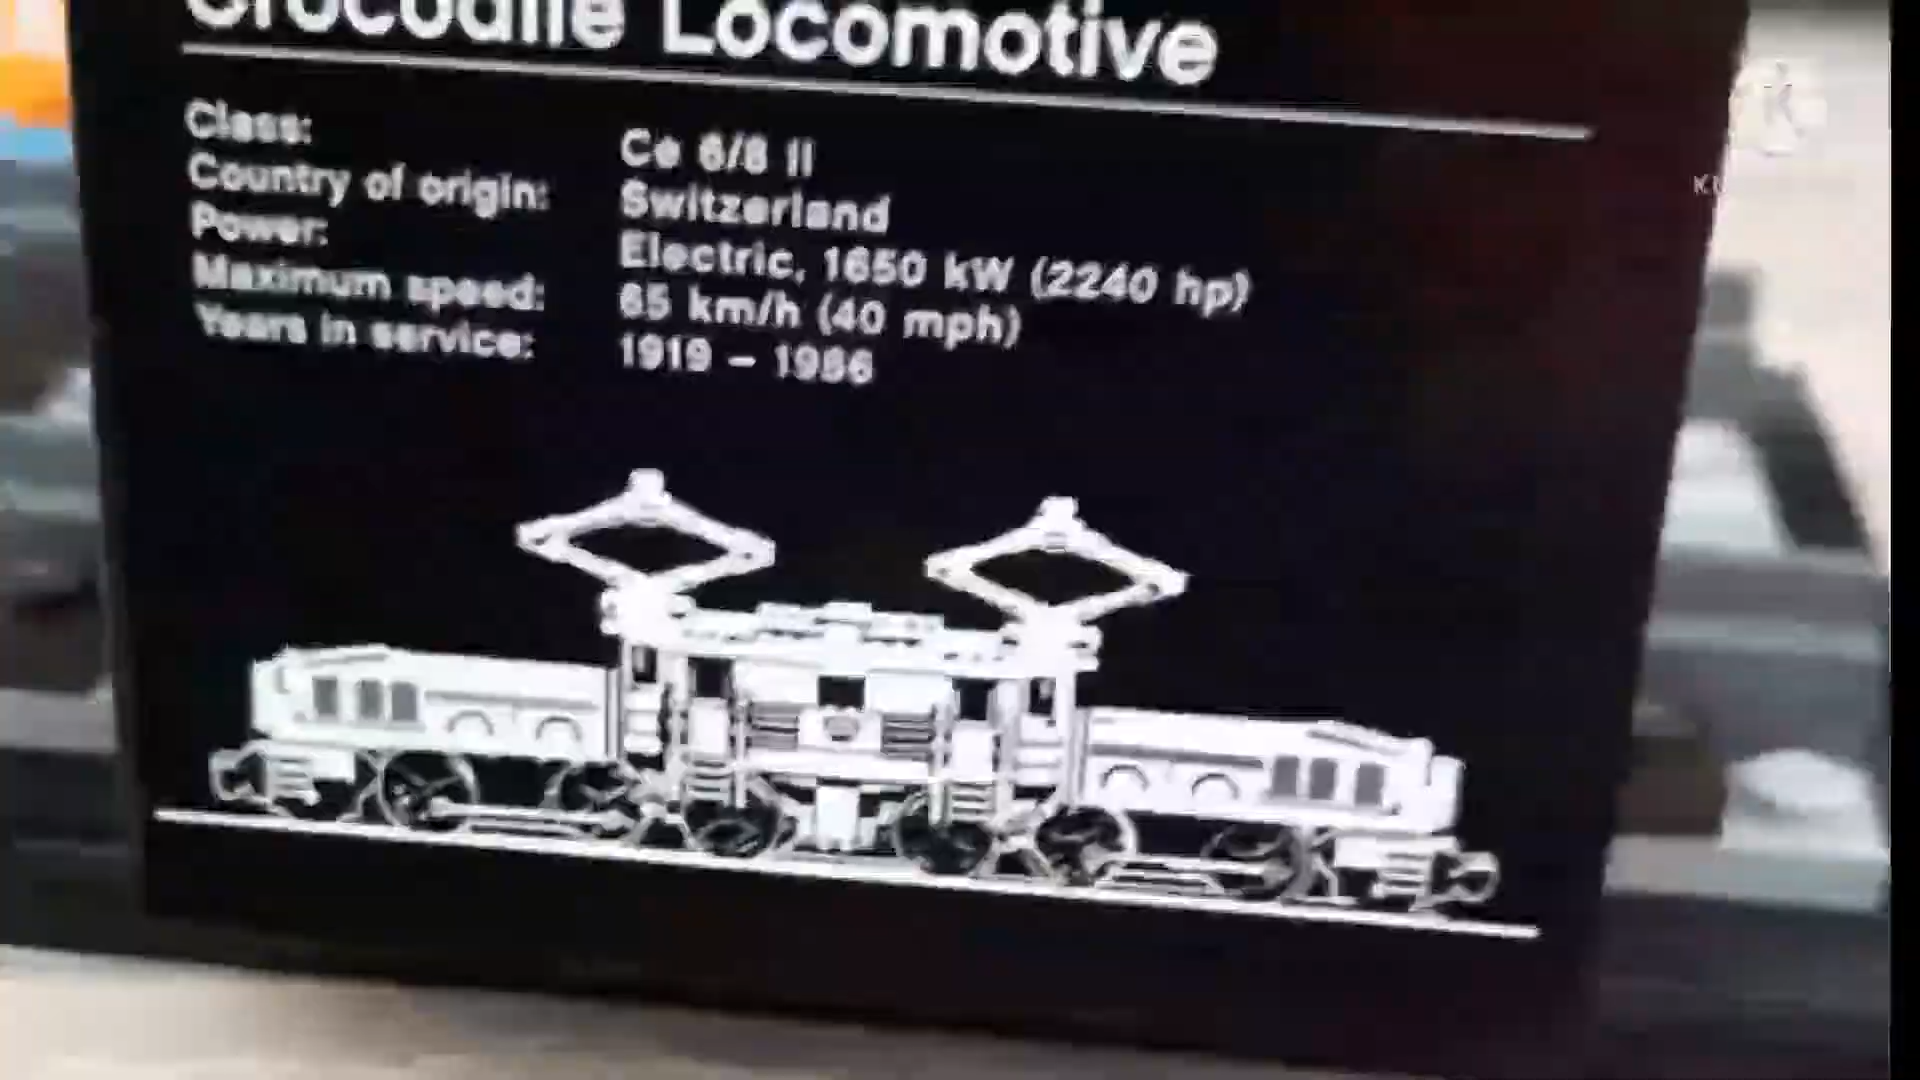 Crocodile Locomotive
Class: Ce 6/8 II
Country of origin: Switzerland
Power: Electric, 1650 kW (2240 hp)
Maximum speed: 65 km/h (40 mph)
Years in service: 1919 – 1986
K